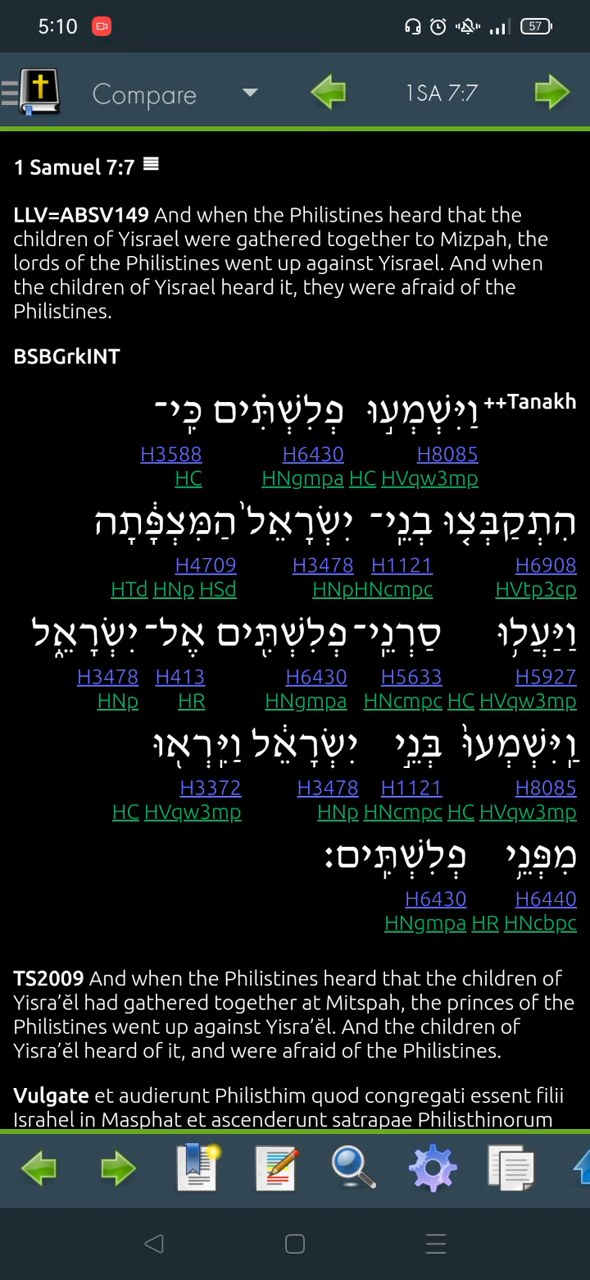 5:10
57
Compare
1SA 7:7
1 Samuel 7:7
LLV=ABSV149 And when the Philistines heard that the
children of Yisrael were gathered together to Mizpah, the
lords of the Philistines went up against Yisrael. And when
the children of Yisrael heard it, they were afraid of the
Philistines.
BSBGrkINT
++Tanakh וַיִּשְׁמְע֣וּ פְלִשְׁתִּ֗ים כִּֽי־
H8085 H6430 H3588
HC HVqw3mp HNgmpa HC
הִתְקַבְּצ֤וּ בְנֵֽי־ יִשְׂרָאֵל֙ הַמִּצְפָּ֔תָה
H6908 H1121 H3478 H4709
HVtp3cp HNcmpc HNp HTd HNp HSd
וַיַּעֲל֥וּ סַרְנֵֽי־ פְלִשְׁתִּ֖ים אֶל־ יִשְׂרָאֵ֑ל
H5927 H5633 H6430 H413 H3478
HC HVqw3mp HNcmpc HNgmpa HR HNp
וַֽיִּשְׁמְעוּ֙ בְּנֵ֣י יִשְׂרָאֵ֔ל וַיִּֽרְא֖וּ
H8085 H1121 H3478 H3372
HC HVqw3mp HNcmpc HNp HC HVqw3mp
מִפְּנֵ֥י פְלִשְׁתִּֽים׃
H6440 H6430
HR HNcbpc HNgmpa
TS2009 And when the Philistines heard that the children of
Yisra’ĕl had gathered together at Mitspah, the princes of the
Philistines went up against Yisra’ĕl. And the children of
Yisra’ĕl heard of it, and were afraid of the Philistines.
Vulgate et audierunt Philisthim quod congregati essent filii
Israhel in Masphat et ascenderunt satrapae Philisthinorum